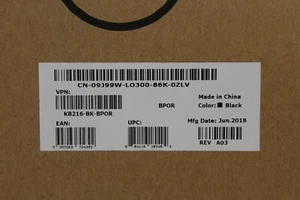 CN-09J99W-LO300-86K-0ZLV
VPN:
Made in China
BPOR
Color: Black
KB216-BK-BPOR
EAN:
UPC:
Mfg Date: Jun.2018
REV A03